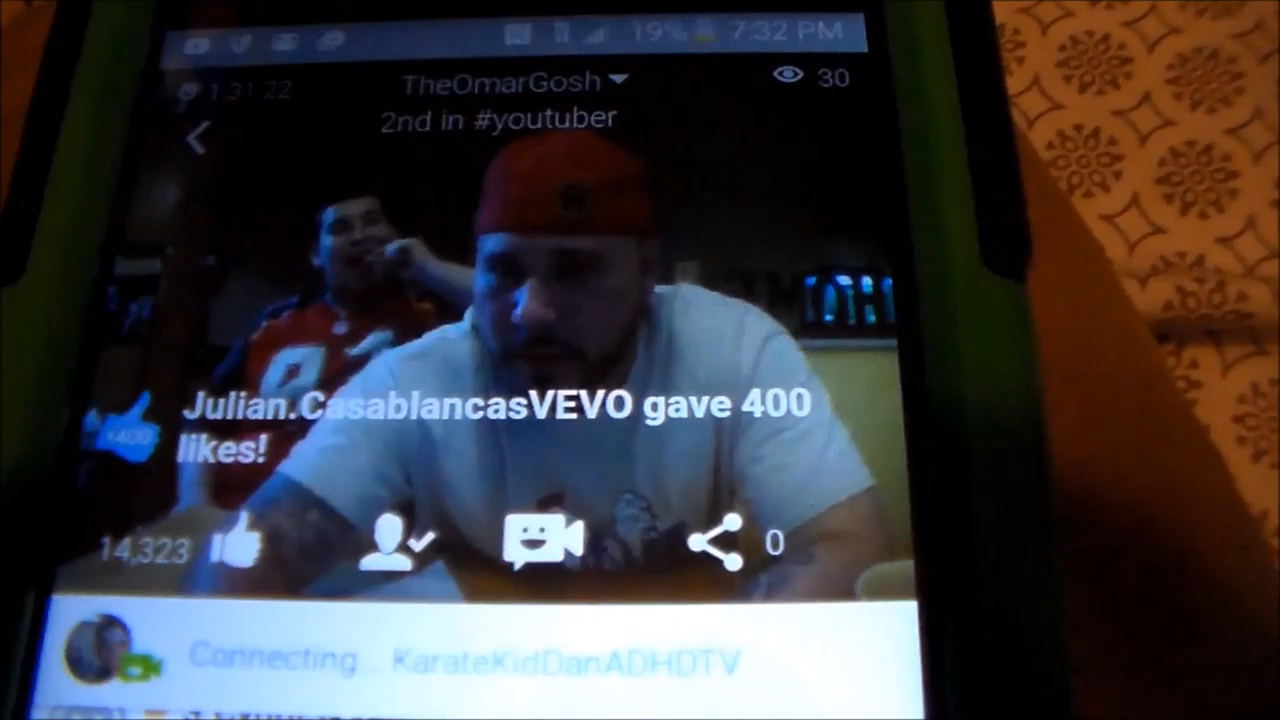 19% 7:32 PM
1:31:22 TheOmarGosh 30
2nd in #youtuber
Julian.CasablancasVEVO gave 400
likes!
+400
14,323 0
Connecting... KarateKidDanADHDTV